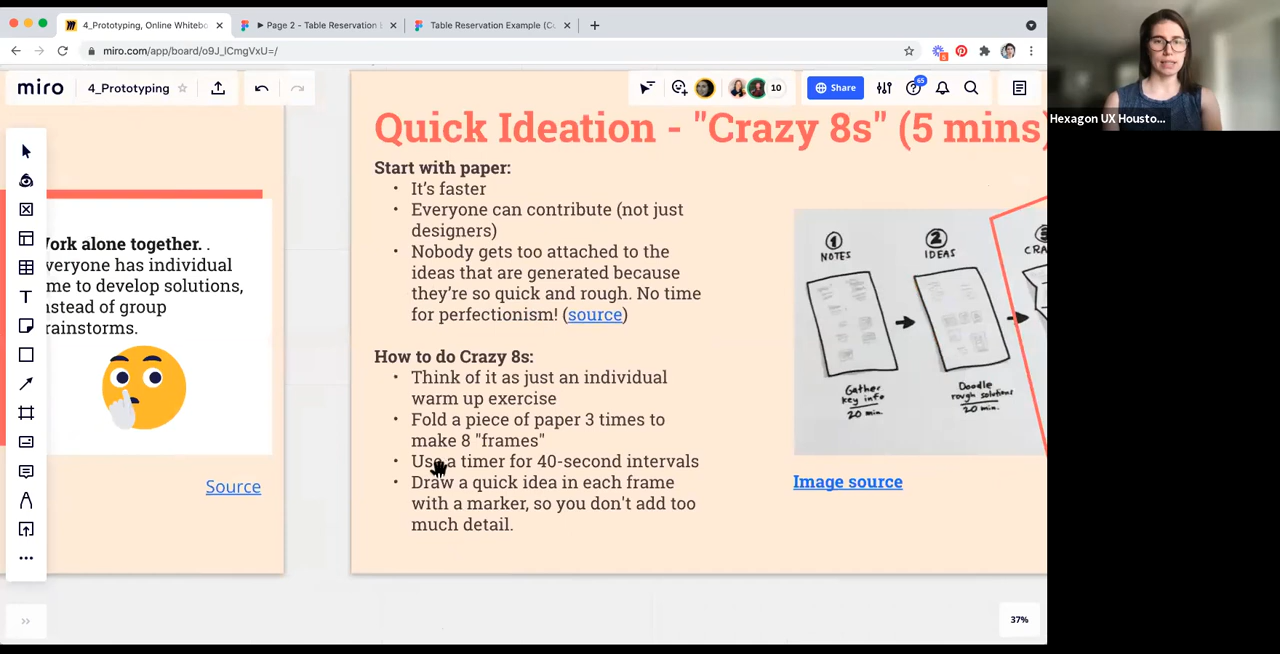 4_Prototyping, Online Whitebo
Page 2 - Table Reservation
Table Reservation Example (Co
miro.com/app/board/o9J_lCmgVxU=/
6
miro
4_Prototyping
10
Share
65
Hexagon UX Housto...
Work alone together. .
veryone has individual
me to develop solutions,
nstead of group
rainstorms.
Source
Quick Ideation - "Crazy 8s" (5 mins)
Start with paper:
• It's faster
• Everyone can contribute (not just
designers)
• Nobody gets too attached to the
ideas that are generated because
they're so quick and rough. No time
for perfectionism! (source)
How to do Crazy 8s:
• Think of it as just an individual
warm up exercise
• Fold a piece of paper 3 times to
make 8 "frames"
• Use a timer for 40-second intervals
• Draw a quick idea in each frame
with a marker, so you don't add too
much detail.
1
NOTES
2
IDEAS
3
CRA
Gather
key info
20 min.
Doodle
rough solutions
20 min.
Image source
37%